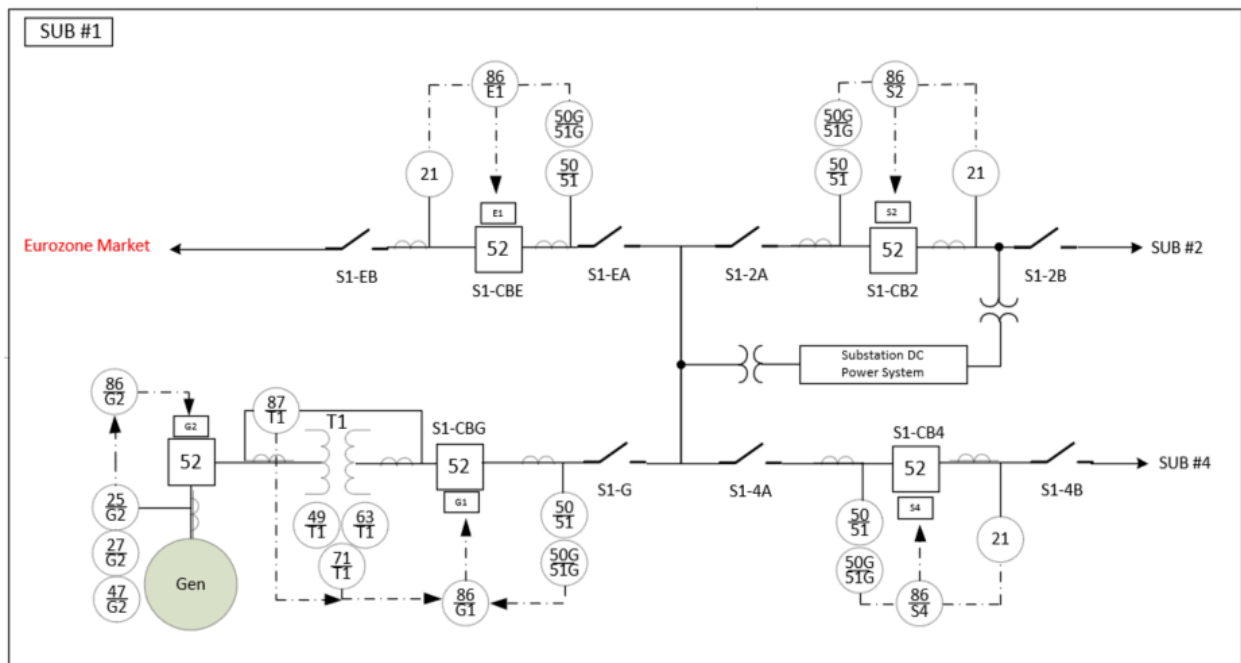 SUB #1
86
E1
86
S2
50G
51G
50G
51G
21
50
51
50
51
21
E1
S2
Eurozone Market
52
52
SUB #2
S1-EB
S1-CBE
S1-EA
S1-2A
S1-CB2
S1-2B
Substation DC
Power System
86
G2
87
T1
T1
G2
S1-CBG
S1-CB4
52
52
52
SUB #4
G1
S1-G
S1-4A
S4
S1-4B
25
G2
49
T1
63
T1
50
51
50
51
21
27
G2
71
T1
50G
51G
50G
51G
Gen
47
G2
86
G1
86
S4